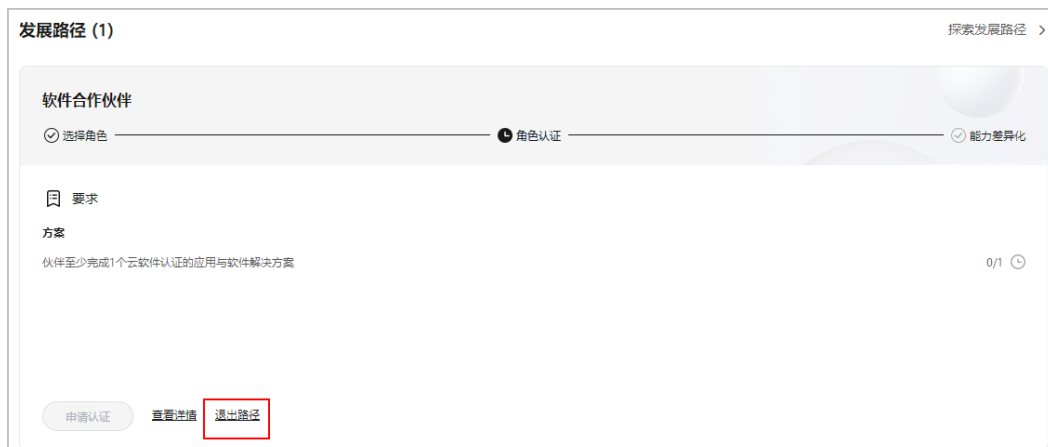 发展路径 (1)
探索发展路径
软件合作伙伴
选择角色
角色认证
能力差异化
要求
方案
伙伴至少完成1个云软件认证的应用与软件解决方案
0/1
申请认证 查看详情 退出路径